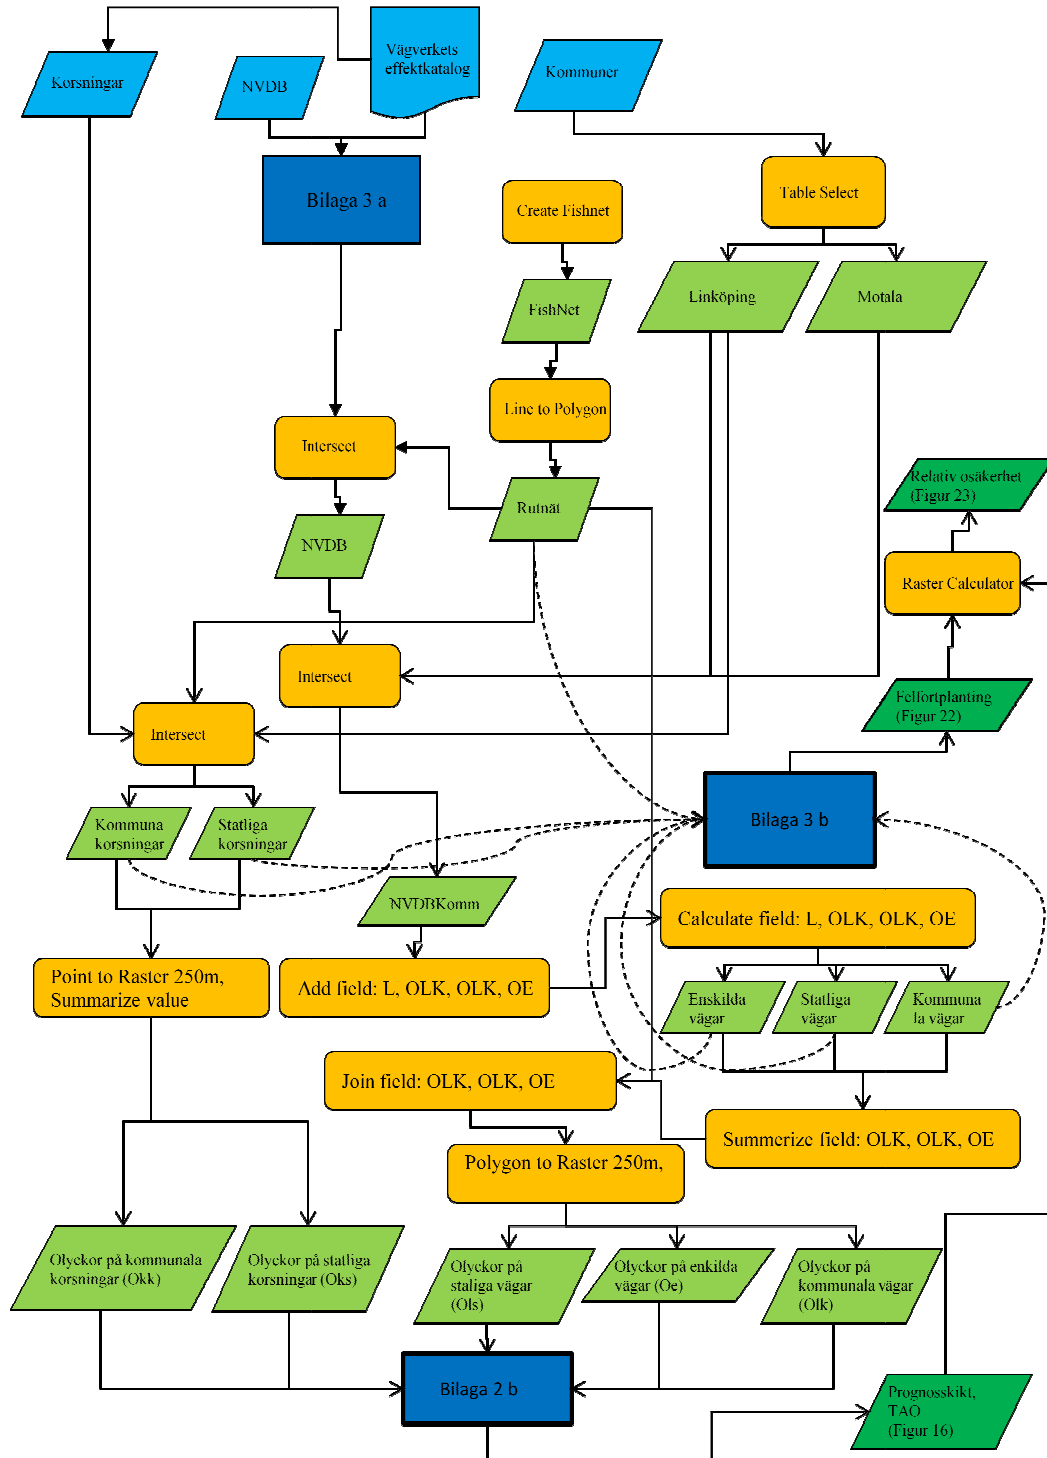 Vägverkets
effektkatalog
Korsningar
NVDB
Kommuner
Bilaga 3 a
Create Fishnet
Table Select
FishNet
Linköping
Motala
Line to Polygon
Intersect
Relativ osäkerhet
(Figur 23)
Rutnät
NVDB
Raster Calculator
Intersect
Felfortplanting
(Figur 22)
Intersect
Kommuna
korsningar
Statliga
korsningar
Bilaga 3 b
NVDBKomm
Calculate field: L, OLK, OLK, OE
Point to Raster 250m,
Summarize value
Add field: L, OLK, OLK, OE
Enskilda
vägar
Statliga
vägar
Kommuna
la vägar
Join field: OLK, OLK, OE
Summerize field: OLK, OLK, OE
Polygon to Raster 250m,
Olyckor på kommunala
korsningar (Okk)
Olyckor på statliga
korsningar (Oks)
Olyckor på
staliga vägar
(Ols)
Olyckor på enkilda
vägar (Oe)
Olyckor på
kommunala vägar
(Olk)
Bilaga 2 b
Prognosskikt,
TAO
(Figur 16)